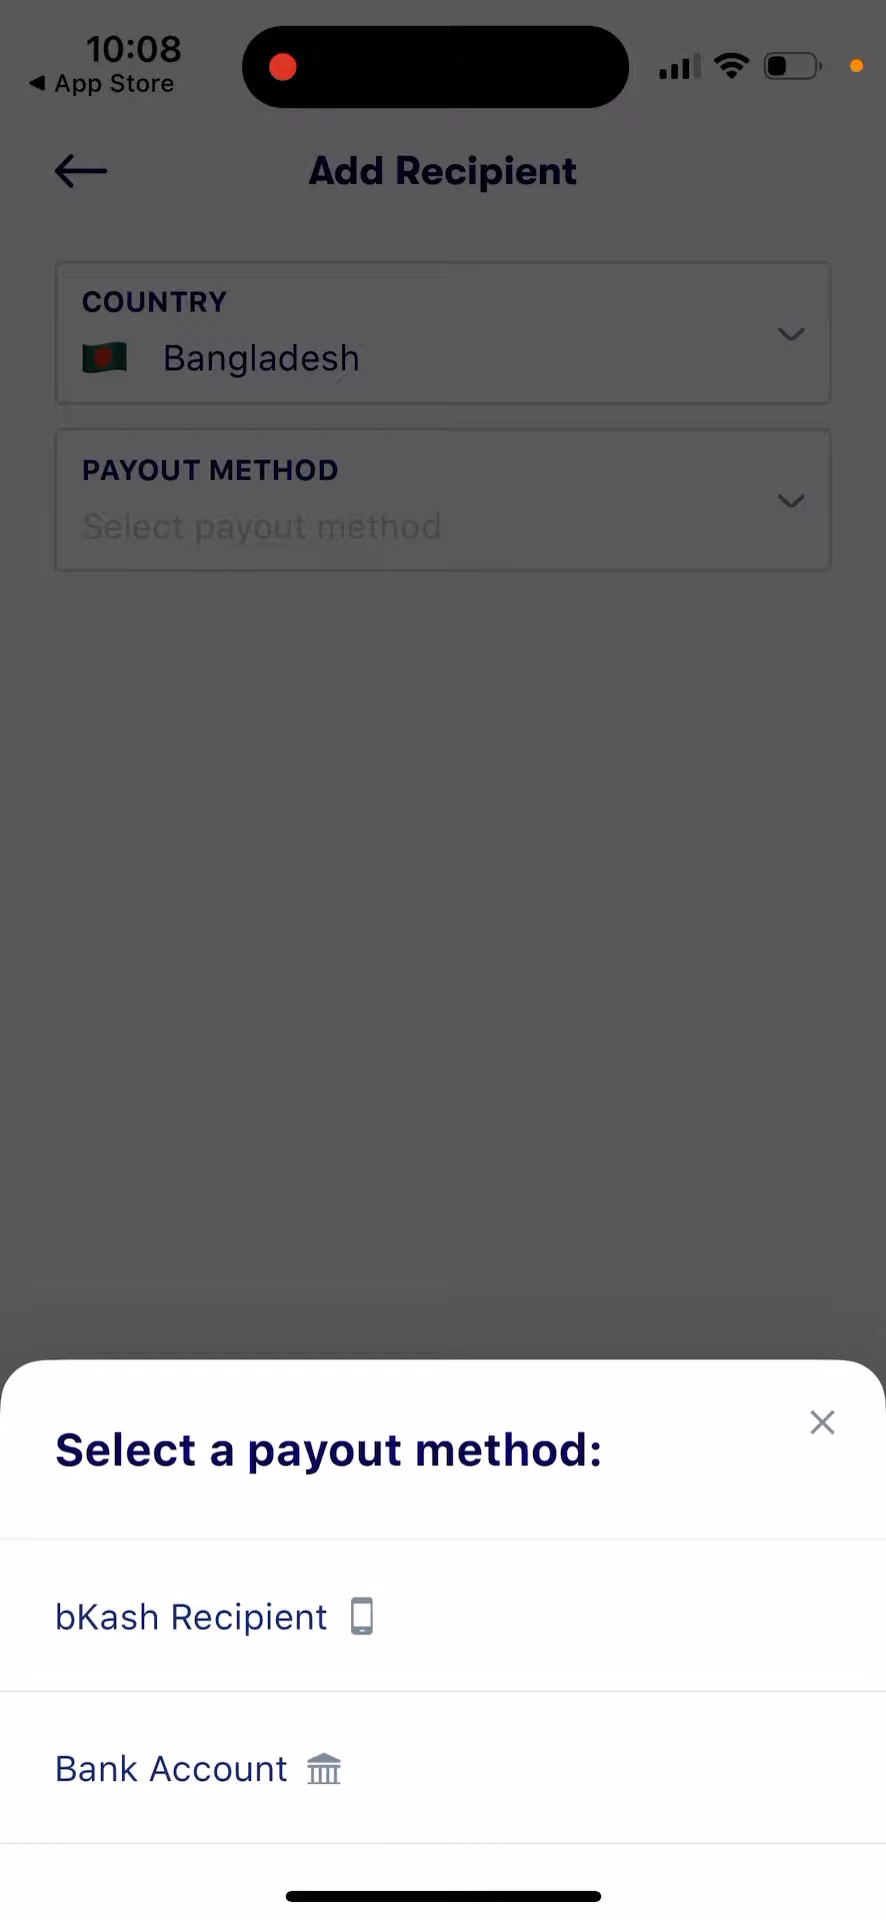 10:08
◀ App Store
Add Recipient
COUNTRY
Bangladesh
PAYOUT METHOD
Select payout method
Select a payout method:
bKash Recipient
Bank Account